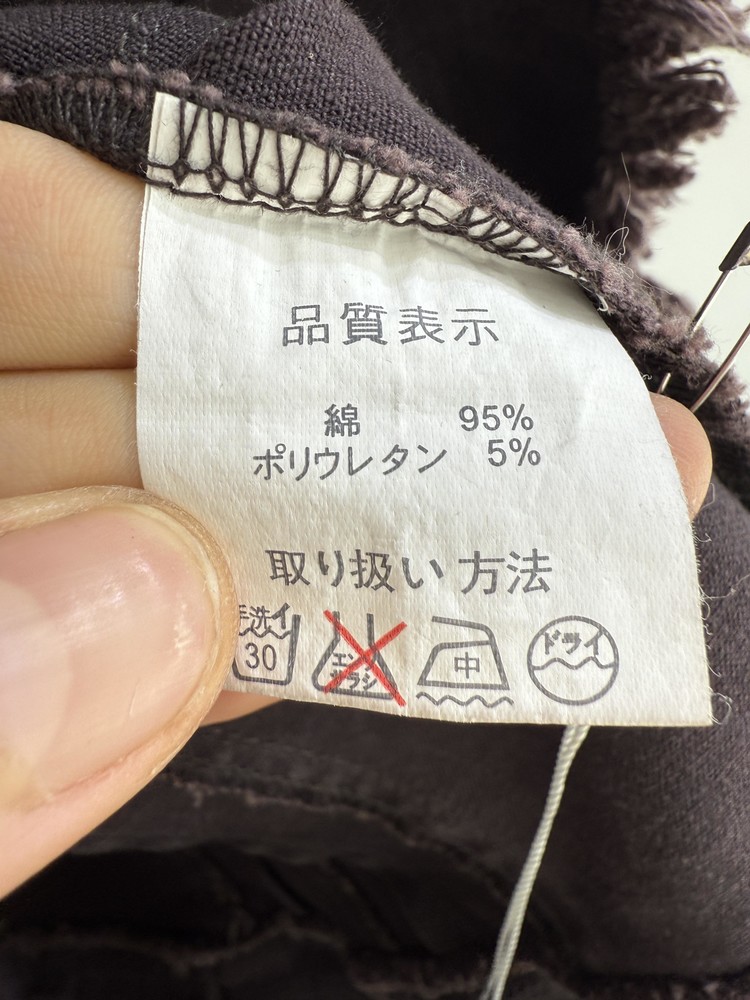 品質表示
綿 95%
ポリウレタン 5%
取り扱い方法
手洗イ
30
エンソ
サラシ
中
ドライ